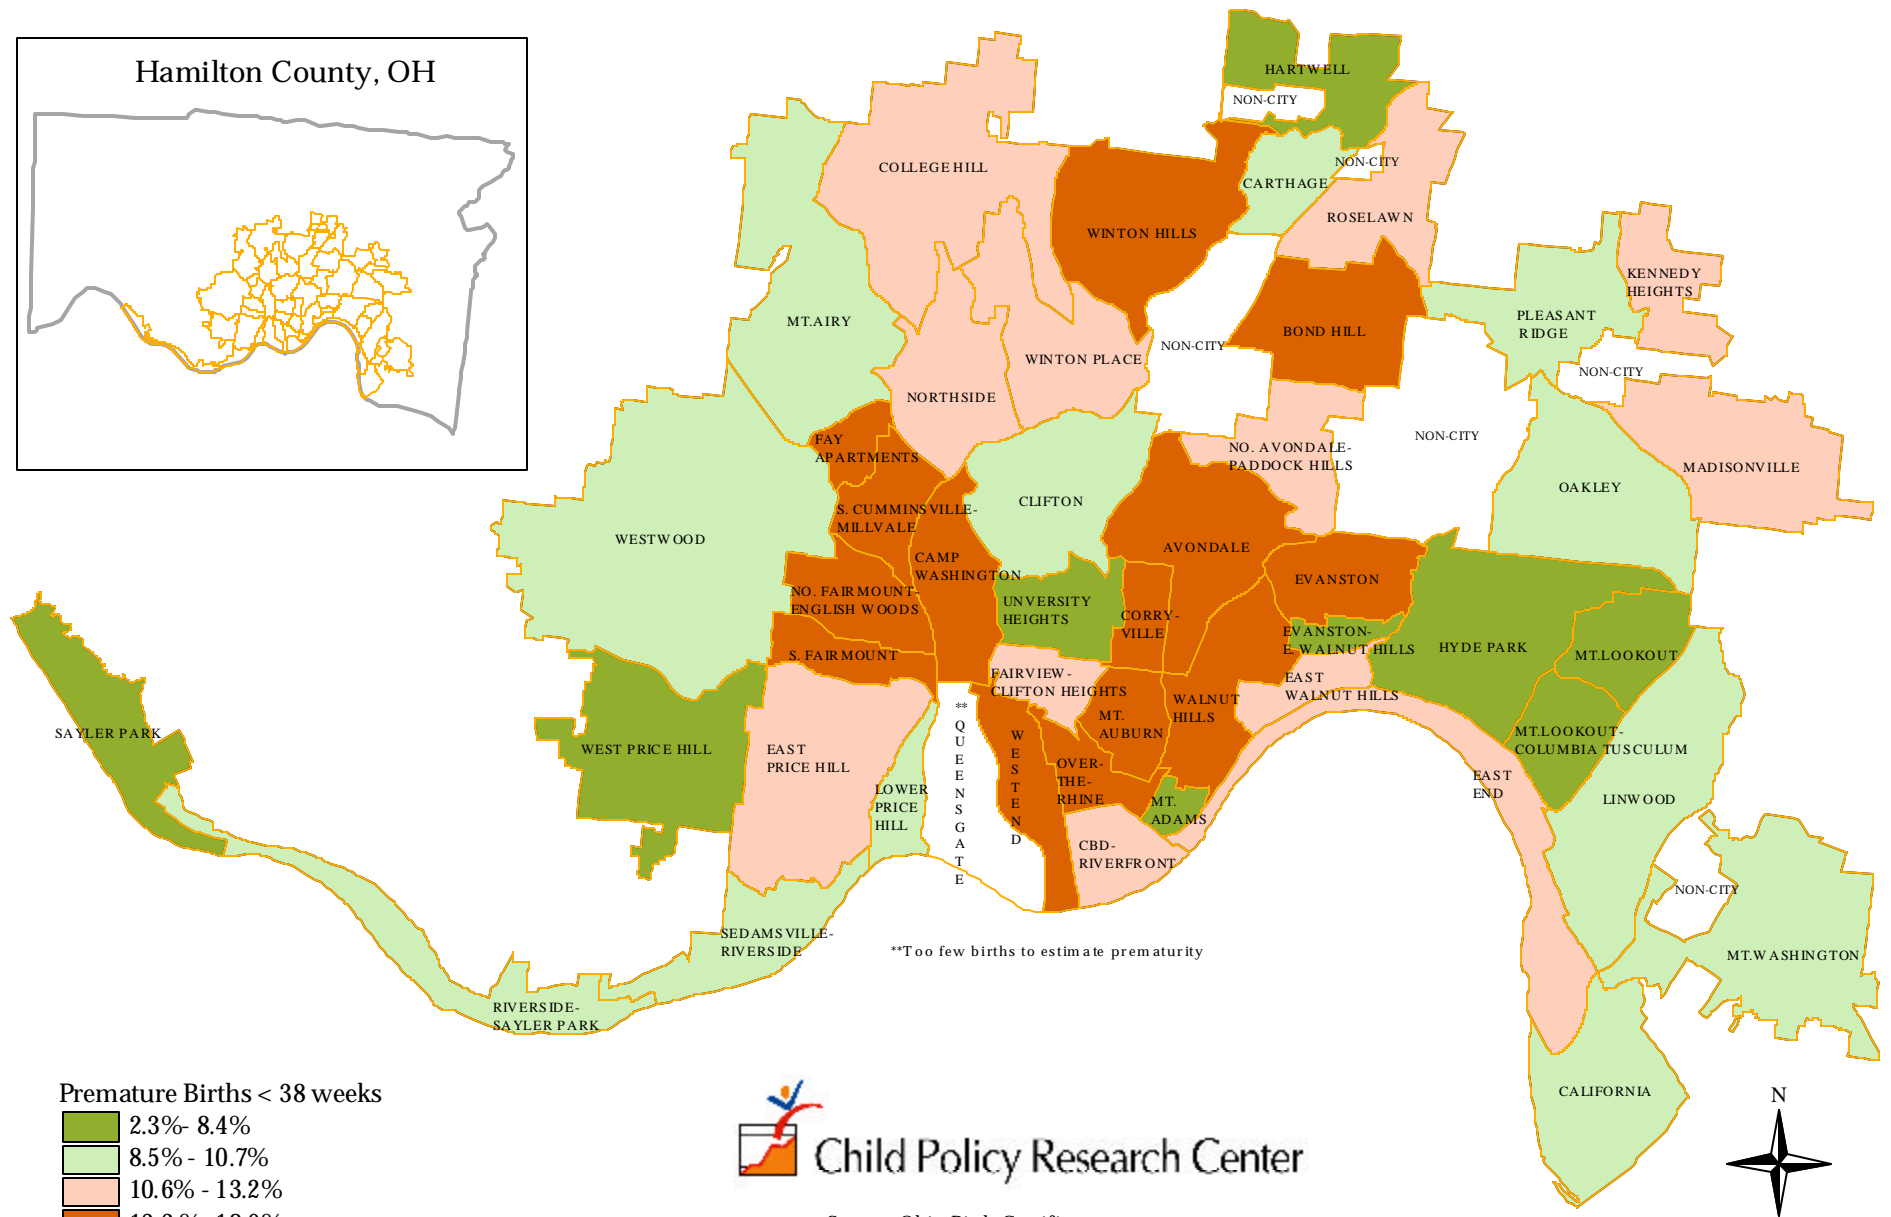 Hamilton County, OH
HARTWELL
NON-CITY
COLLEGE HILL
NON-CITY
CARTHAGE
ROSELAWN
WINTON HILLS
KENNEDY
HEIGHTS
MT.AIRY
PLEASANT
RIDGE
BOND HILL
NON-CITY
WINTON PLACE
NON-CITY
NORTHSIDE
FAY
APARTMENTS
NON-CITY
NO. AVONDALE-
PADDOCK HILLS
MADISONVILLE
OAKLEY
CLIFTON
S. CUMMINSVILLE-
MILLVALE
WESTWOOD
AVONDALE
CAMP
WASHINGTON
EVANSTON
NO. FAIRMOUNT-
ENGLISH WOODS
UNVERSITY
HEIGHTS
CORRY-
VILLE
EVANSTON-
E. WALNUT HILLS
HYDE PARK
MT.LOOKOUT
S. FAIRMOUNT
FAIRVIEW-
CLIFTON HEIGHTS
EAST
WALNUT HILLS
WALNUT
HILLS
MT.
AUBURN
SAYLER PARK
WEST PRICE HILL
EAST
PRICE HILL
**
QUEENSGATE
WEST END
MT.LOOKOUT-
COLUMBIA TUSCULUM
OVER-
THE-
RHINE
EAST
END
LINWOOD
LOWER
PRICE
HILL
MT.
ADAMS
CBD-
RIVERFRONT
NON-CITY
SEDAMSVILLE-
RIVERSIDE
**Too few births to estimate prematurity
MT.WASHINGTON
RIVERSIDE-
SAYLER PARK
CALIFORNIA
Premature Births < 38 weeks
2.3%- 8.4%
8.5% - 10.7%
10.6% - 13.2%
Child Policy Research Center
N